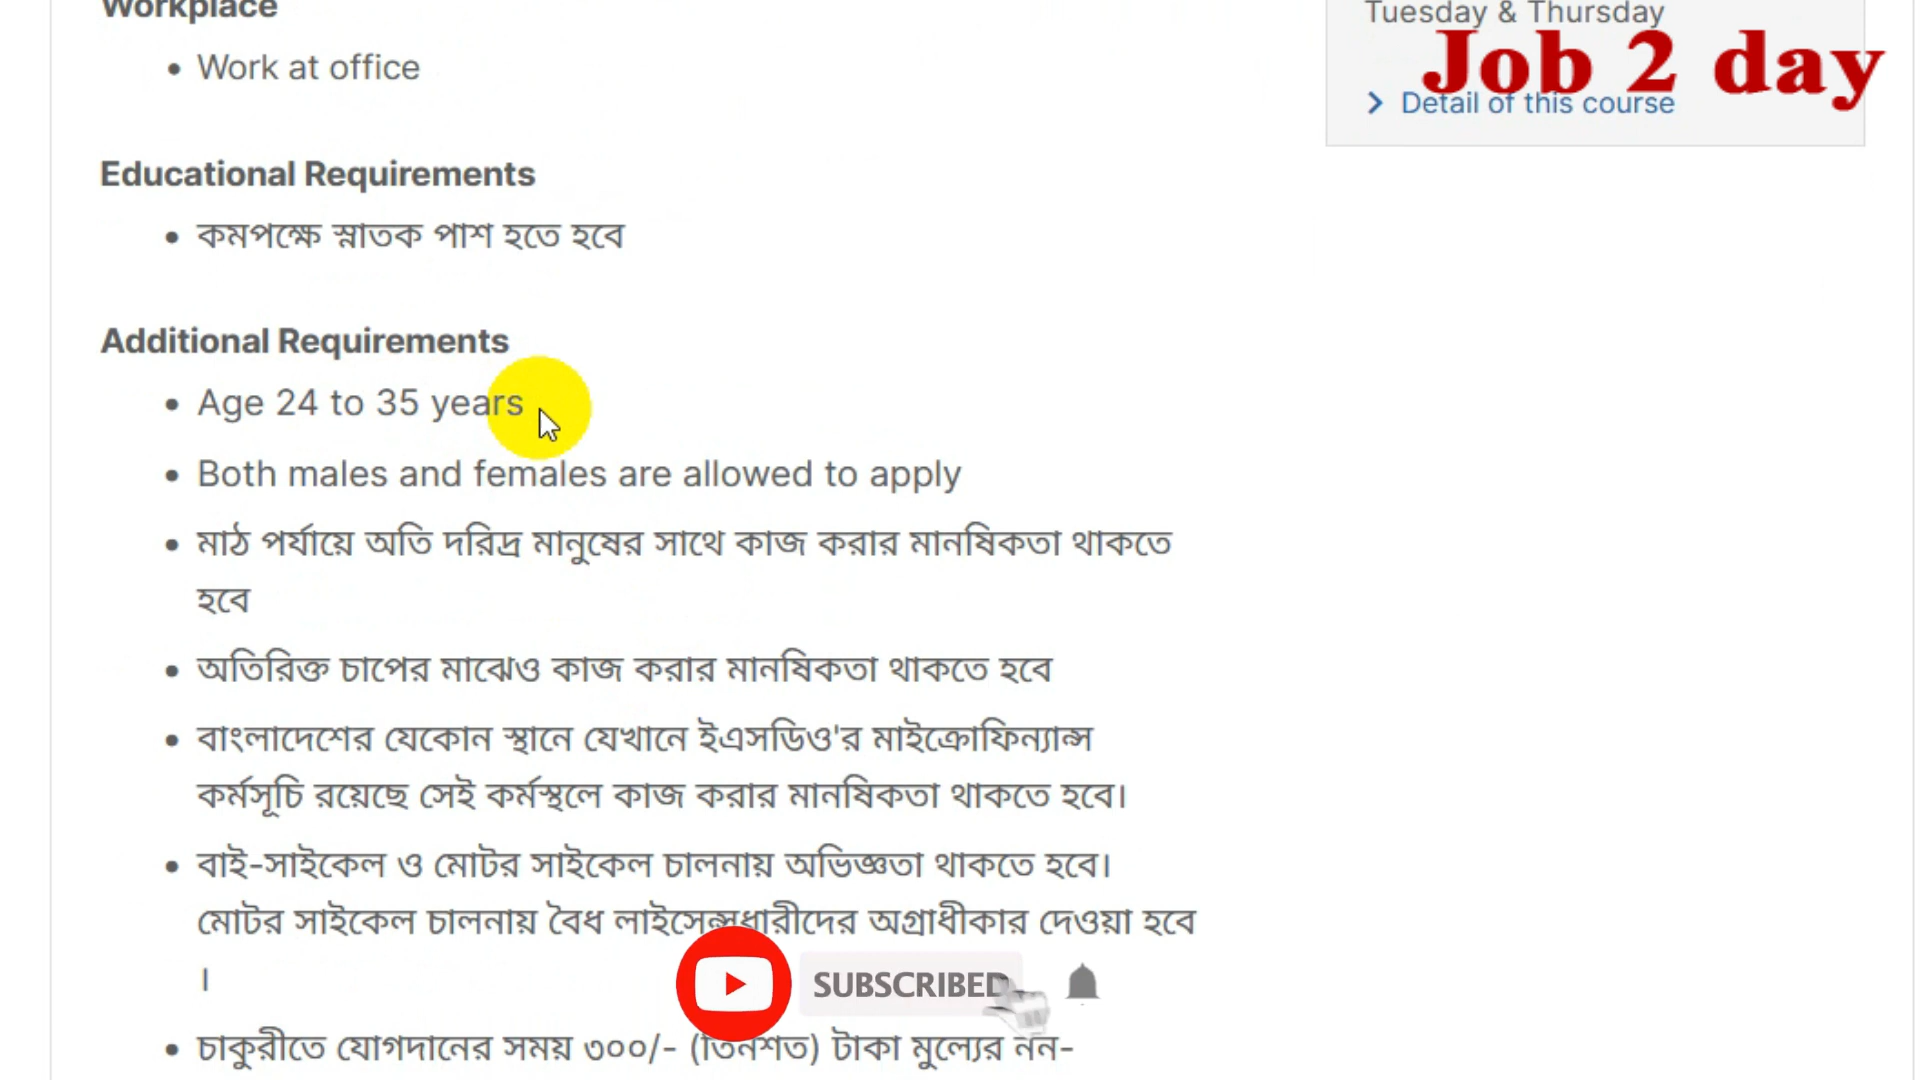 Workplace
Tuesday & Thursday
Job 2 day
• Work at office
Detail of this course
Educational Requirements
• কমপক্ষে স্নাতক পাশ হতে হবে
Additional Requirements
• Age 24 to 35 years
• Both males and females are allowed to apply
• মাঠ পর্যায়ে অতি দরিদ্র মানুষের সাথে কাজ করার মানষিকতা থাকতে
হবে
• অতিরিক্ত চাপের মাঝেও কাজ করার মানষিকতা থাকতে হবে
• বাংলাদেশের যেকোন স্থানে যেখানে ইএসডিও'র মাইক্রোফিন্যান্স
কর্মসূচি রয়েছে সেই কর্মস্থলে কাজ করার মানষিকতা থাকতে হবে।
• বাই-সাইকেল ও মোটর সাইকেল চালনায় অভিজ্ঞতা থাকতে হবে।
মোটর সাইকেল চালনায় বৈধ লাইসেন্সধারীদের অগ্রাধীকার দেওয়া হবে
।
SUBSCRIBED
• চাকুরীতে যোগদানের সময় ৩০০/- (তিনশত) টাকা মুল্যের নন-